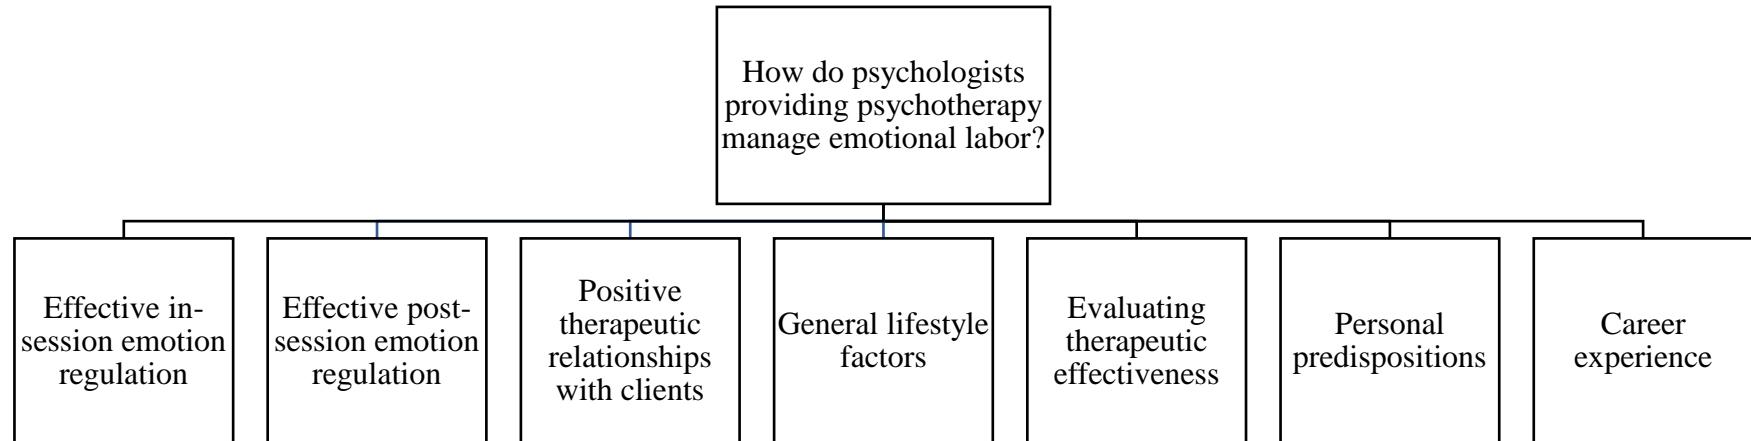 How do psychologists
providing psychotherapy
manage emotional labor?
Effective in-
session emotion
regulation
Effective post-
session emotion
regulation
Positive
therapeutic
relationships
with clients
General lifestyle
factors
Evaluating
therapeutic
effectiveness
Personal
predispositions
Career
experience